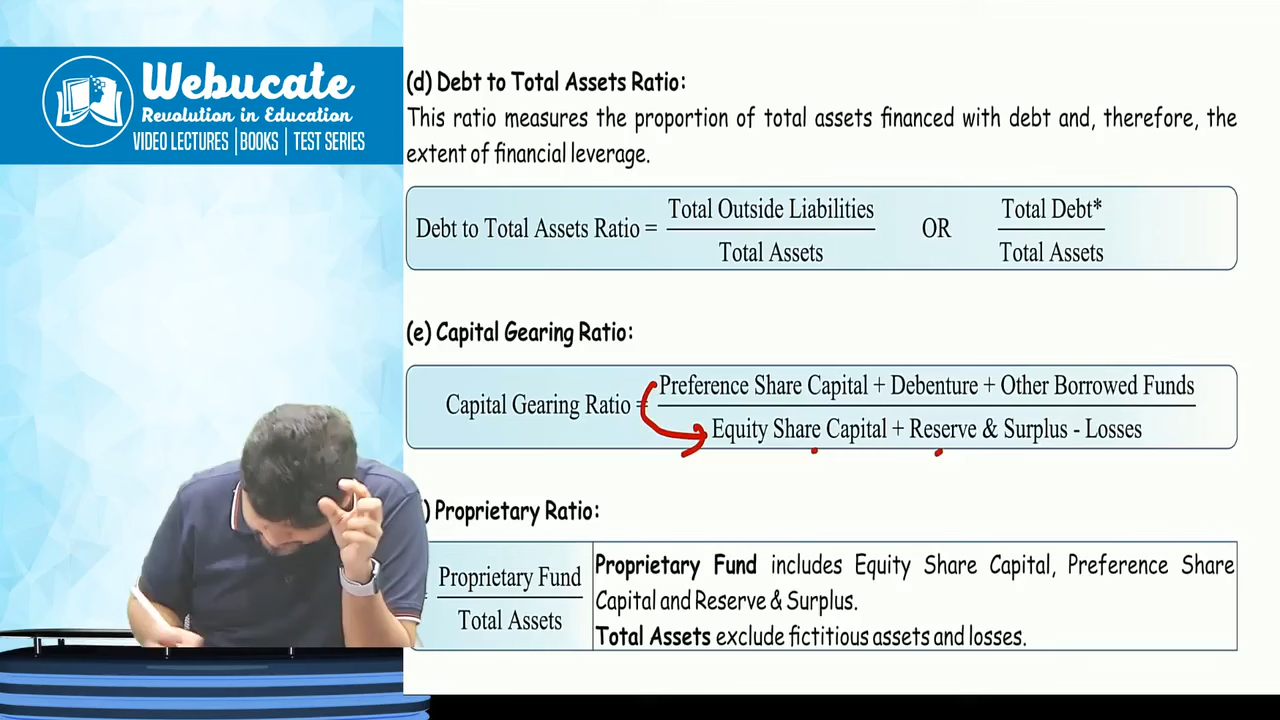 Webucate
Revolution in Education
VIDEO LECTURES | BOOKS | TEST SERIES
(d) Debt to Total Assets Ratio:
This ratio measures the proportion of total assets financed with debt and, therefore, the
extent of financial leverage.
Debt to Total Assets Ratio = Total Outside Liabilities / Total Assets OR Total Debt* / Total Assets
(e) Capital Gearing Ratio:
Capital Gearing Ratio = Preference Share Capital + Debenture + Other Borrowed Funds / Equity Share Capital + Reserve & Surplus - Losses
) Proprietary Ratio:
= Proprietary Fund / Total Assets
Proprietary Fund includes Equity Share Capital, Preference Share
Capital and Reserve & Surplus.
Total Assets exclude fictitious assets and losses.